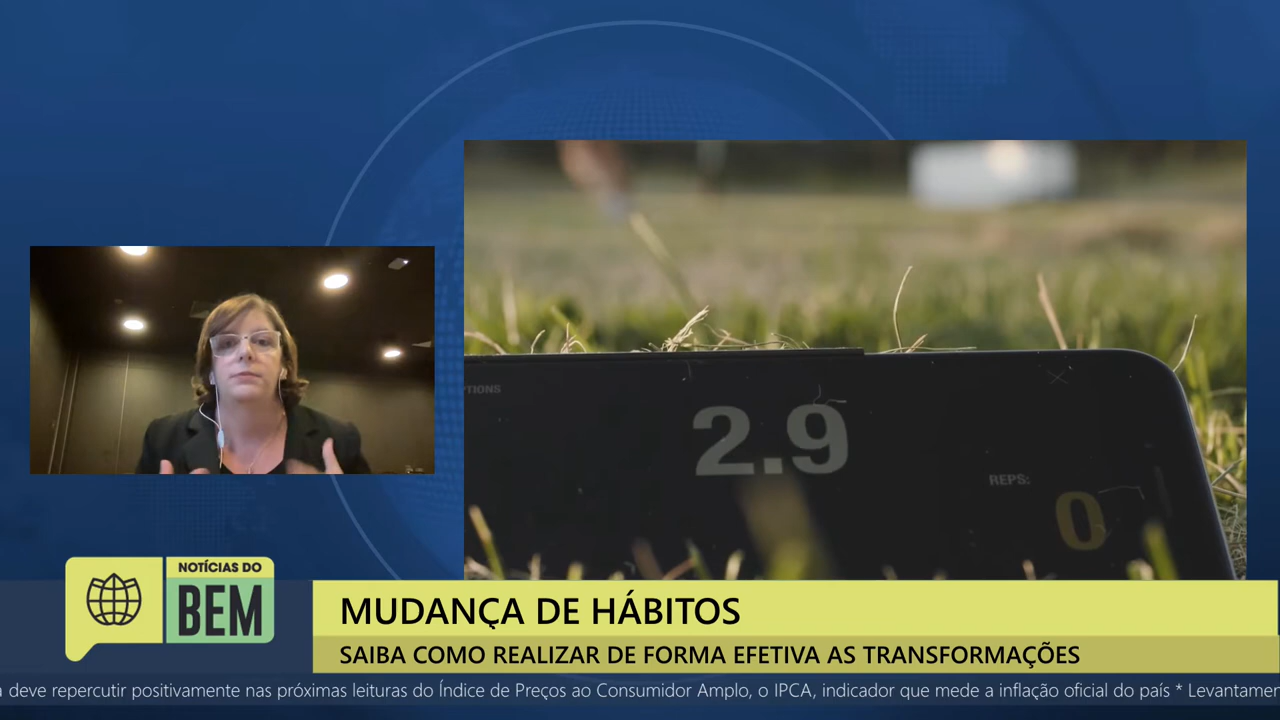 TIONS
2.9
REPS:
0
NOTÍCIAS DO
BEM
MUDANÇA DE HÁBITOS
SAIBA COMO REALIZAR DE FORMA EFETIVA AS TRANSFORMAÇÕES
deve repercutir positivamente nas próximas leituras do Índice de Preços ao Consumidor Amplo, o IPCA, indicador que mede a inflação oficial do país *